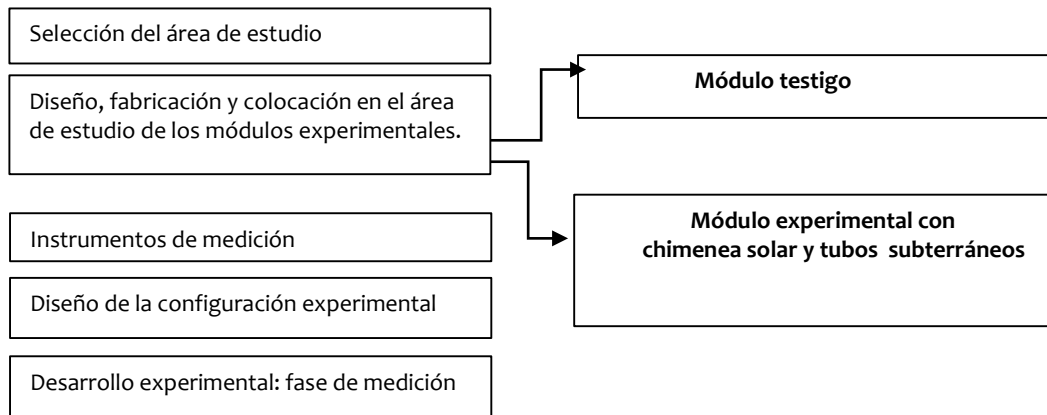 Selección del área de estudio
Diseño, fabricación y colocación en el área
de estudio de los módulos experimentales.
Módulo testigo
Módulo experimental con
chimenea solar y tubos subterráneos
Instrumentos de medición
Diseño de la configuración experimental
Desarrollo experimental: fase de medición